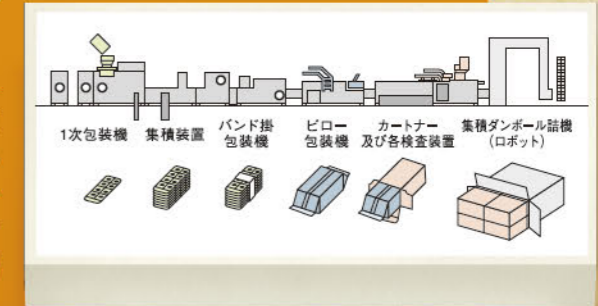 1次包装機
集積装置
バンド掛
包装機
ピロー
包装機
カートナー
及び各検査装置
集積ダンボール詰機
(ロボット)